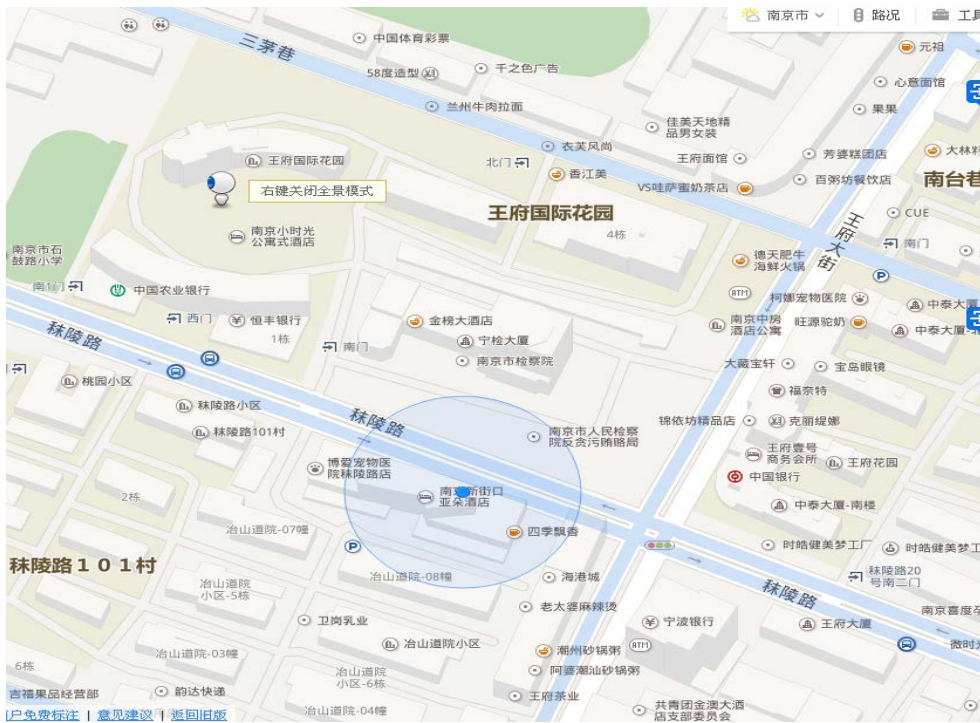 南京市
路况
工具
中国体育彩票
三茅巷
元祖
58度造型
千之色广告
心意面馆
兰州牛肉拉面
果果
佳美天地精
品男女装
衣芙风尚
王府面馆
芳婆糕团店
大林料
王府国际花园
北门
香江美
VS哇萨蜜奶茶店
百粥坊餐饮店
南台巷
右键关闭全景模式
王府国际花园
CUE
4栋
王府大街
南京小时光
公寓式酒店
南门
南京市石
鼓路小学
德天肥牛
海鲜火锅
P
南1门
中国农业银行
ATM
柯娜宠物医院
中泰大厦
西门
恒丰银行
金榜大酒店
南京中房
酒店公寓
旺源驼奶
中泰大厦-
秣陵路
1栋
南门
宁检大厦
南京市检察院
大藏宝轩
宝岛眼镜
桃园小区
福奈特
秣陵路小区
秣陵路
锦依坊精品店
克丽缇娜
秣陵路101村
南京市人民检察
院反贪污贿赂局
王府壹号
商务会所
王府花园
博爱宠物医
院秣陵路店
中国银行
2栋
南京新街口
亚朵酒店
中泰大厦-南楼
冶山道院-07幢
四季飘香
P
时皓健美梦工厂
时皓健美梦工
秣陵路101村
冶山道院
小区-5栋
冶山道院-08幢
海港城
秣陵路20
号南二门
秣陵路
老太婆麻辣烫
南京喜度孕
卫岗乳业
宁波银行
王府大厦
冶山道院小区
ATM
微时光
冶山道院-03幢
潮州砂锅粥
6栋
冶山道院
小区-6栋
阿婆潮汕砂锅粥
吉禧果品经营部
韵达快递
王府茶业
冶山道院-04幢
共青团金澳大酒
店支部委员会
户免费标注 | 意见建议 | 返回旧版